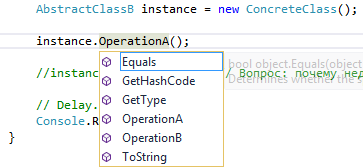 AbstractClassB instance = new ConcreteClass();
instance.OperationA();
Equals
bool object.Equals(object
//instanc
Вопрос: почему
GetHashCode
Determines whether the s
GetType
// Delay.
OperationA
Console.R
OperationB
}
ToString